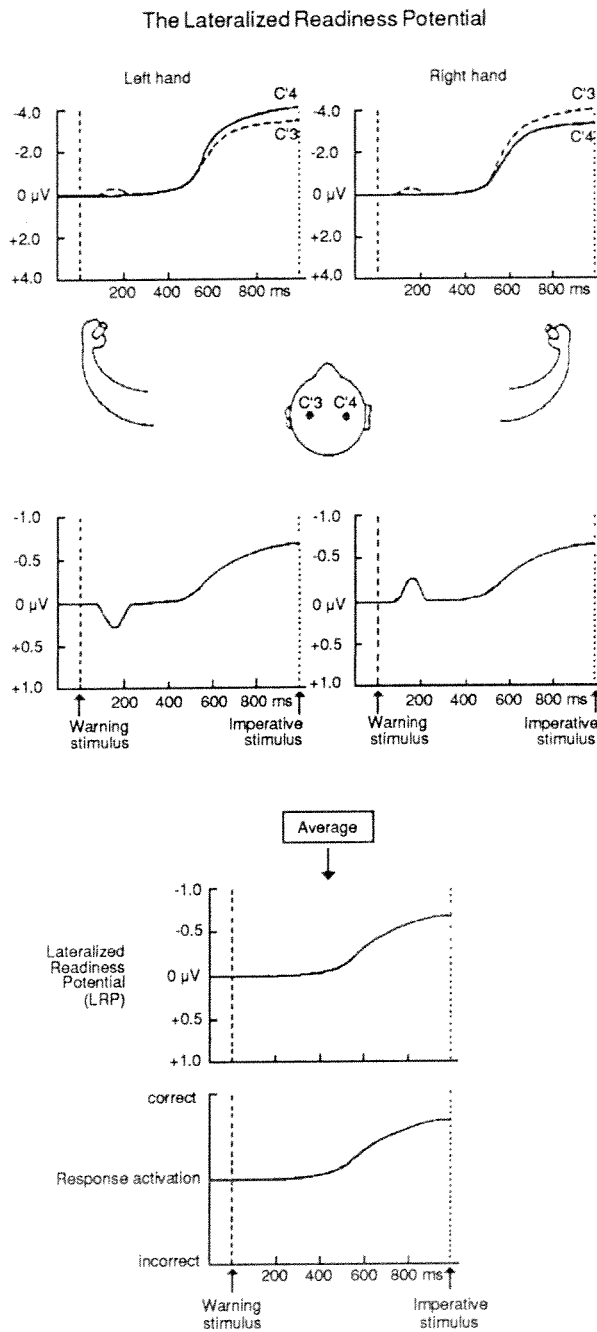 The Lateralized Readiness Potential
Left hand
Right hand
C'4
C'3
C'3
C'4
-4.0
-2.0
0 µV
+2.0
+4.0
-4.0
-2.0
0 µV
+2.0
+4.0
200 400 600 800 ms
200 400 600 800 ms
C'3 C'4
-1.0
-0.5
0 µV
+0.5
+1.0
-1.0
-0.5
0 µV
+0.5
+1.0
200 400 600 800 ms
200 400 600 800 ms
Warning
stimulus
Imperative
stimulus
Warning
stimulus
Imperative
stimulus
Average
Lateralized
Readiness
Potential
(LRP)
-1.0
-0.5
0 µV
+0.5
+1.0
correct
Response activation
incorrect
200 400 600 800 ms
Warning
stimulus
Imperative
stimulus